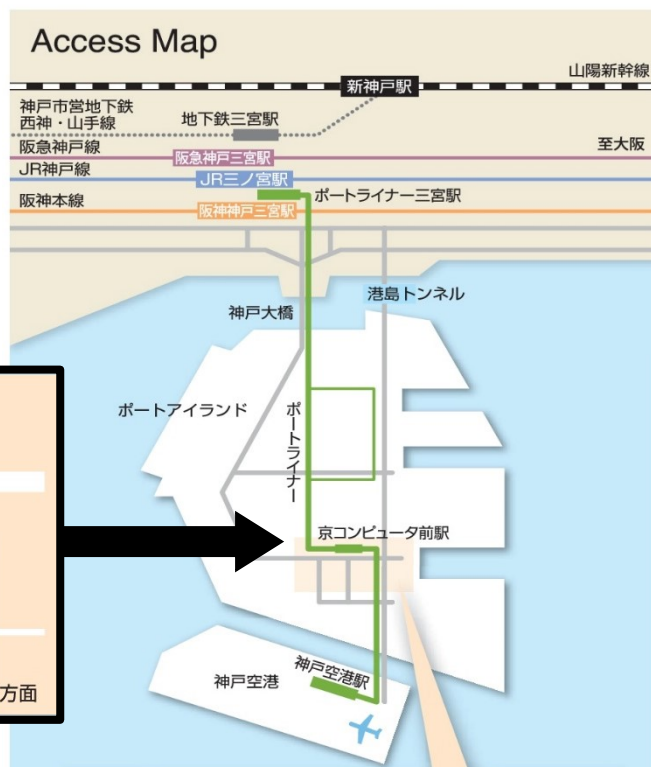 Access Map
山陽新幹線
新神戸駅
神戸市営地下鉄
西神・山手線
地下鉄三宮駅
阪急神戸線
至大阪
阪急神戸三宮駅
JR神戸線
JR三ノ宮駅
ポートライナー三宮駅
阪神本線
阪神神戸三宮駅
港島トンネル
神戸大橋
ポートアイランド
ポートライナー
京コンピュータ前駅
神戸空港駅
神戸空港
方面